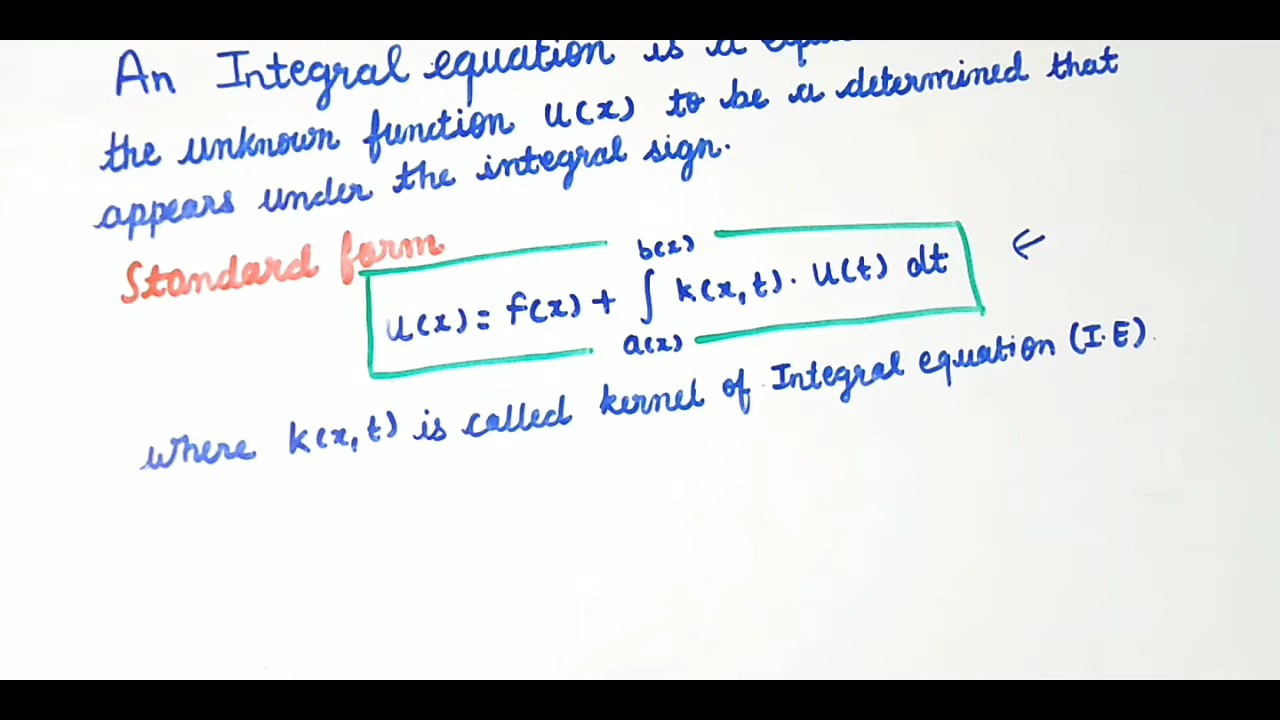 An Integral equation is a
the unknown function u(x) to be a determined that
appears under the integral sign.
Standard form
u(x) = f(x) + ∫ k(x,t) · u(t) dt
b(x)
a(x)
←
where k(x,t) is called kernel of Integral equation (I.E).